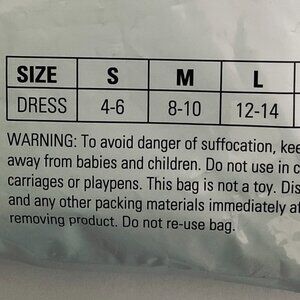 SIZE S M L
DRESS 4-6 8-10 12-14
WARNING: To avoid danger of suffocation, kee
away from babies and children. Do not use in c
carriages or playpens. This bag is not a toy. Dis
and any other packing materials immediately af
removing product. Do not re-use bag.